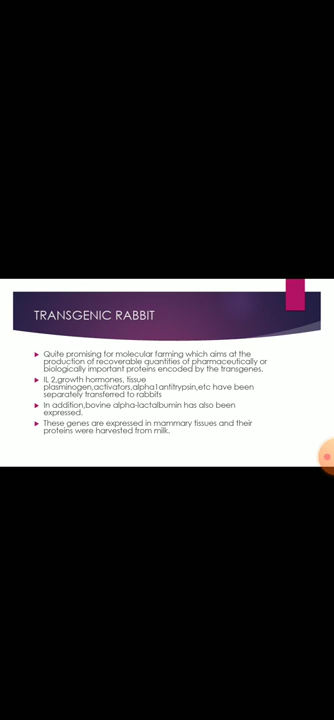 TRANSGENIC RABBIT
Quite promising for molecular farming which aims at the
production of recoverable quantities of pharmaceutically or
biologically important proteins encoded by the transgenes.
IL 2,growth hormones, tissue
plasminogen,activators,alpha1antitrypsin,etc have been
separately transferred to rabbits
In addition,bovine alpha-lactalbumin has also been
expressed.
These genes are expressed in mammary tissues and their
proteins were harvested from milk.